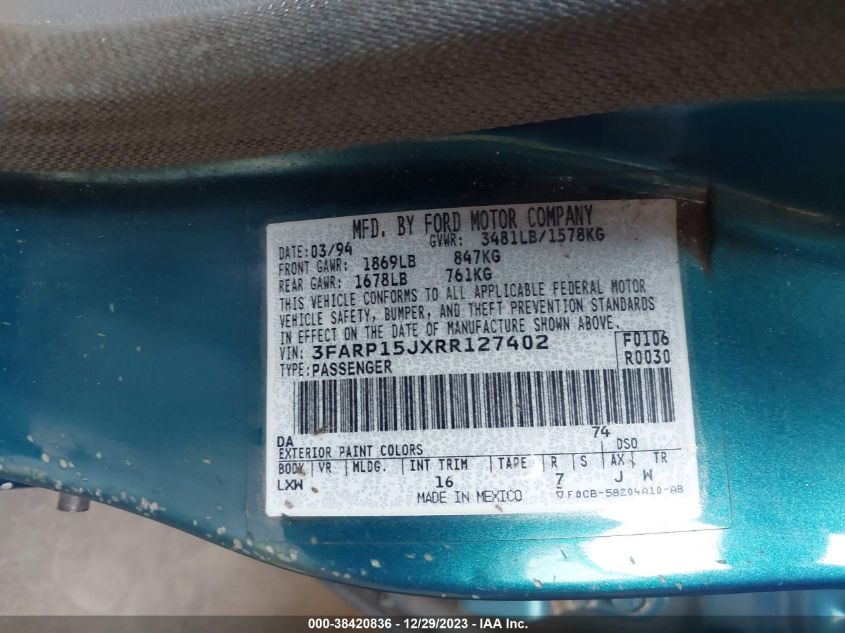 MFD. BY FORD MOTOR COMPANY
DATE: 03/94 GVWR: 3481LB/1578KG
FRONT GAWR: 1869LB 847KG
REAR GAWR: 1678LB 761KG
THIS VEHICLE CONFORMS TO ALL APPLICABLE FEDERAL MOTOR
VEHICLE SAFETY, BUMPER, AND THEFT PREVENTION STANDARDS
IN EFFECT ON THE DATE OF MANUFACTURE SHOWN ABOVE.
VIN: 3FARP15JXRR127402 F0106
TYPE: PASSENGER R0030
DA 74
EXTERIOR PAINT COLORS DSO
BODY VR MLDG. INT TRIM TAPE R S AX TR
LXW 16 7 J W
MADE IN MEXICO ▽F0CB-58204A10-AB
000-38420836 - 12/29/2023 - IAA Inc.